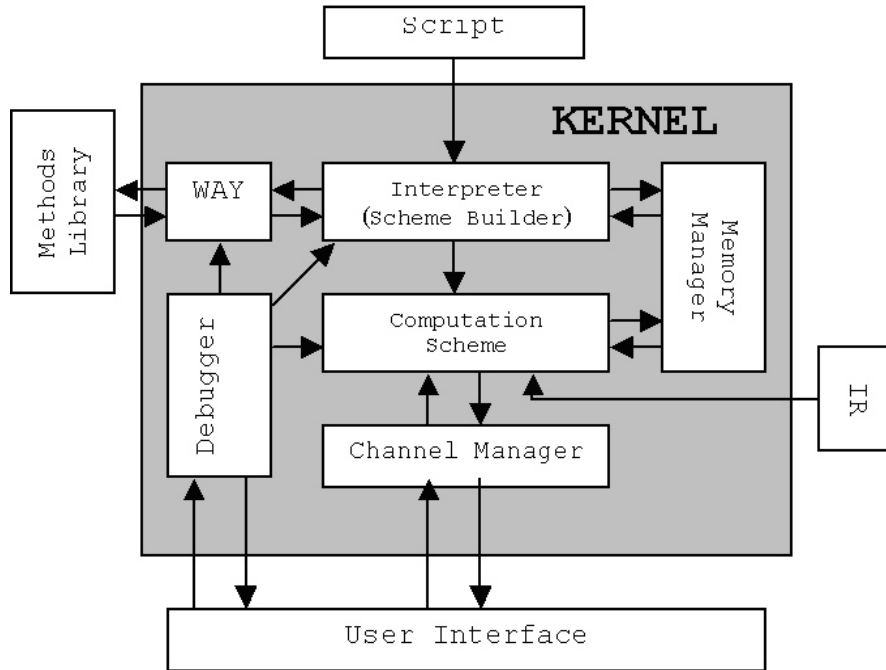 Script
KERNEL
Methods
Library
WAY
Interpreter
(Scheme Builder)
Memory
Manager
Debugger
Computation
Scheme
IR
Channel Manager
User Interface